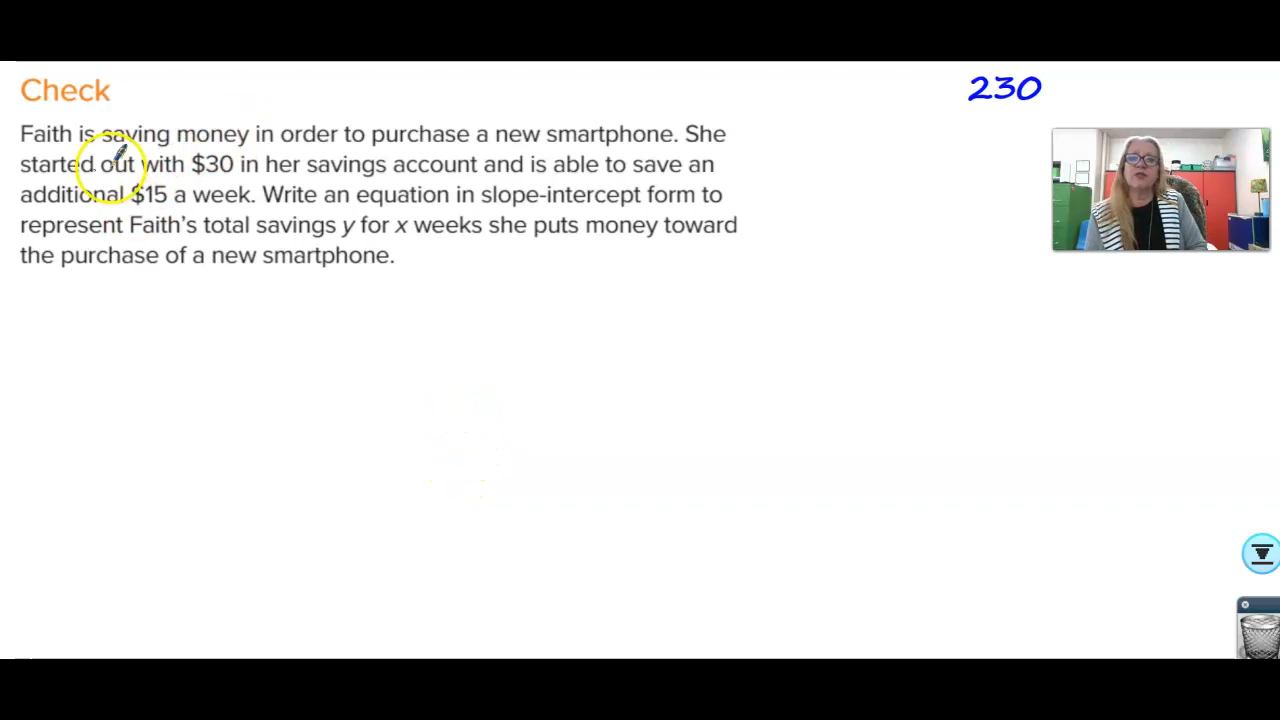 Check
230
Faith is saving money in order to purchase a new smartphone. She
started out with $30 in her savings account and is able to save an
additional $15 a week. Write an equation in slope-intercept form to
represent Faith's total savings y for x weeks she puts money toward
the purchase of a new smartphone.